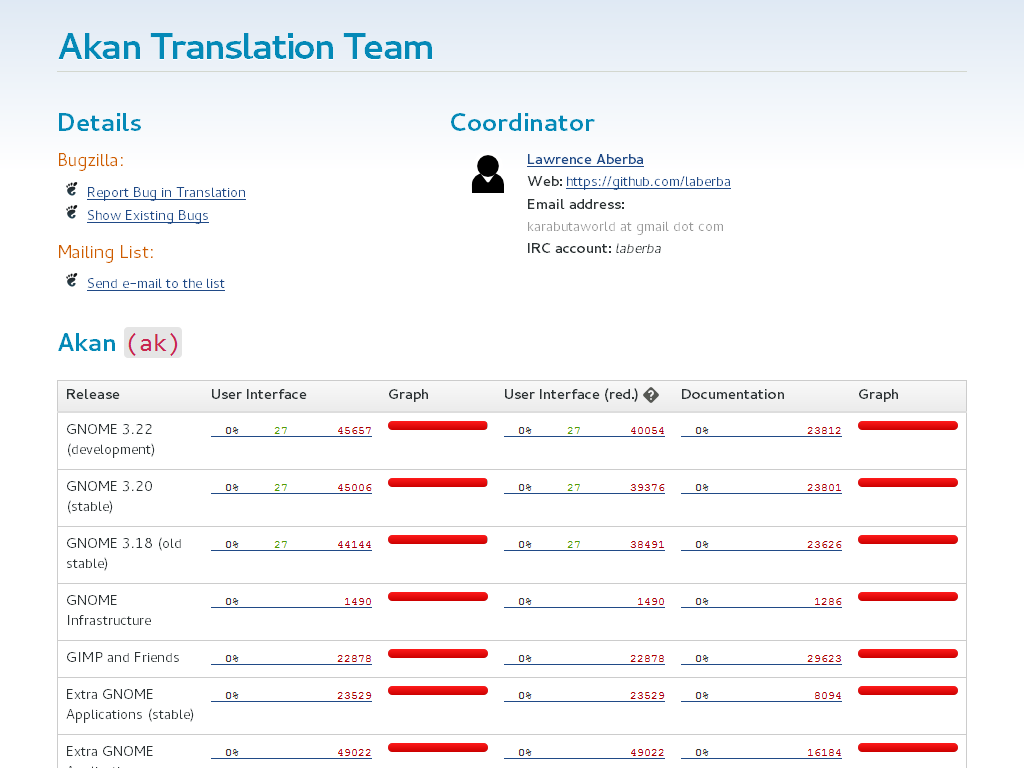 Akan Translation Team
Details
Bugzilla:
Report Bug in Translation
Show Existing Bugs
Mailing List:
Send e-mail to the list
Coordinator
Lawrence Aberba
Web: https://github.com/laberba
Email address:
karabutaworld at gmail dot com
IRC account: laberba
Akan (ak)
Release User Interface Graph User Interface (red.) � Documentation Graph
GNOME 3.22 (development) 0% 27 45657 0% 27 40054 0% 23812
GNOME 3.20 (stable) 0% 27 45006 0% 27 39376 0% 23801
GNOME 3.18 (old stable) 0% 27 44144 0% 27 38491 0% 23626
GNOME Infrastructure 0% 1490 0% 1490 0% 1286
GIMP and Friends 0% 22878 0% 22878 0% 29623
Extra GNOME Applications (stable) 0% 23529 0% 23529 0% 8094
Extra GNOME 0% 49022 0% 49022 0% 16184